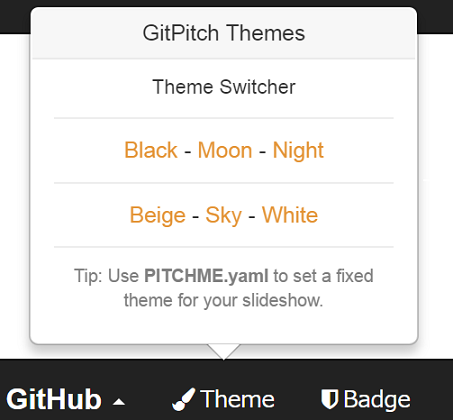 GitPitch Themes
Theme Switcher
Black - Moon - Night
Beige - Sky - White
Tip: Use PITCHME.yaml to set a fixed
theme for your slideshow.
GitHub Theme Badge